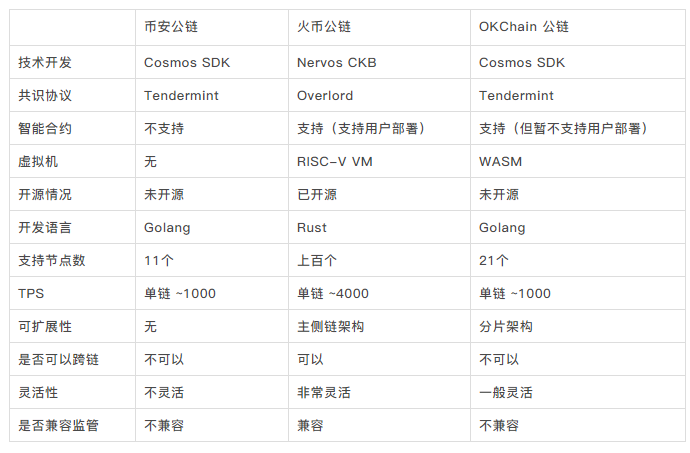 币安公链 火币公链 OKChain 公链
技术开发 Cosmos SDK Nervos CKB Cosmos SDK
共识协议 Tendermint Overlord Tendermint
智能合约 不支持 支持（支持用户部署） 支持（但暂不支持用户部署）
虚拟机 无 RISC-V VM WASM
开源情况 未开源 已开源 未开源
开发语言 Golang Rust Golang
支持节点数 11个 上百个 21个
TPS 单链 ~1000 单链 ~4000 单链 ~1000
可扩展性 无 主侧链架构 分片架构
是否可以跨链 不可以 可以 不可以
灵活性 不灵活 非常灵活 一般灵活
是否兼容监管 不兼容 兼容 不兼容